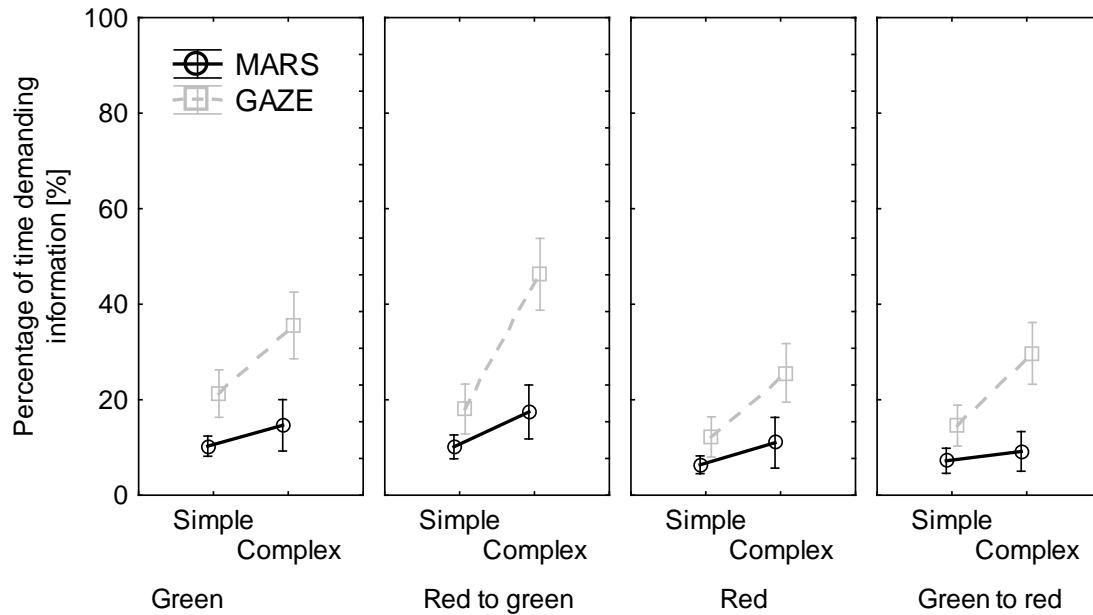 Percentage of time demanding
information [%]
100
80
60
40
20
0
MARS
GAZE
Simple
Complex
Simple
Complex
Simple
Complex
Simple
Complex
Green
Red to green
Red
Green to red